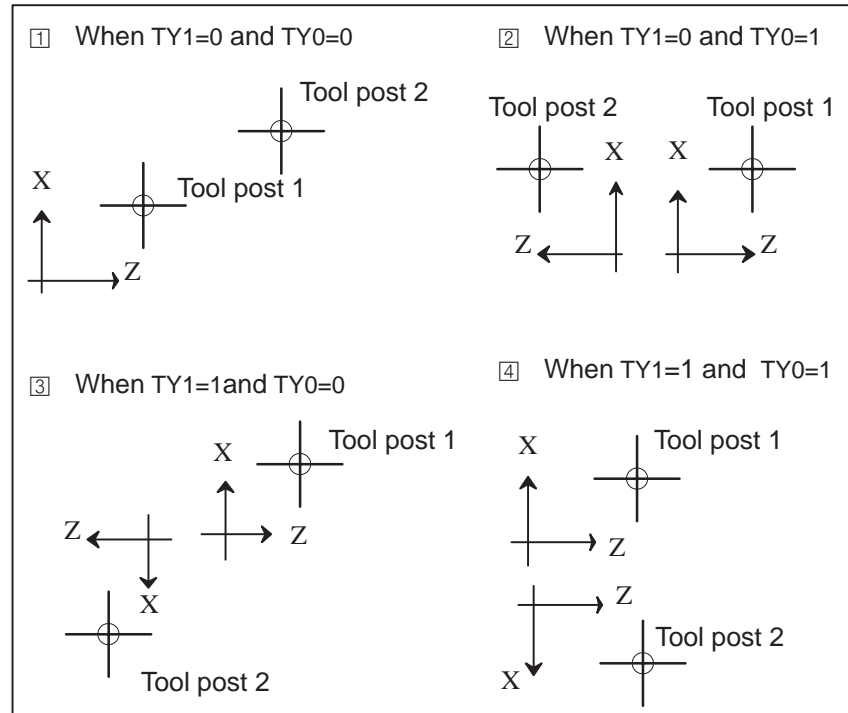 1 When TY1=0 and TY0=0
Tool post 2
Tool post 1
X
Z
2 When TY1=0 and TY0=1
Tool post 2
Tool post 1
X
X
Z
Z
3 When TY1=1and TY0=0
Tool post 1
X
Z
Z
X
Tool post 2
4 When TY1=1 and TY0=1
Tool post 1
X
Z
Z
Tool post 2
X